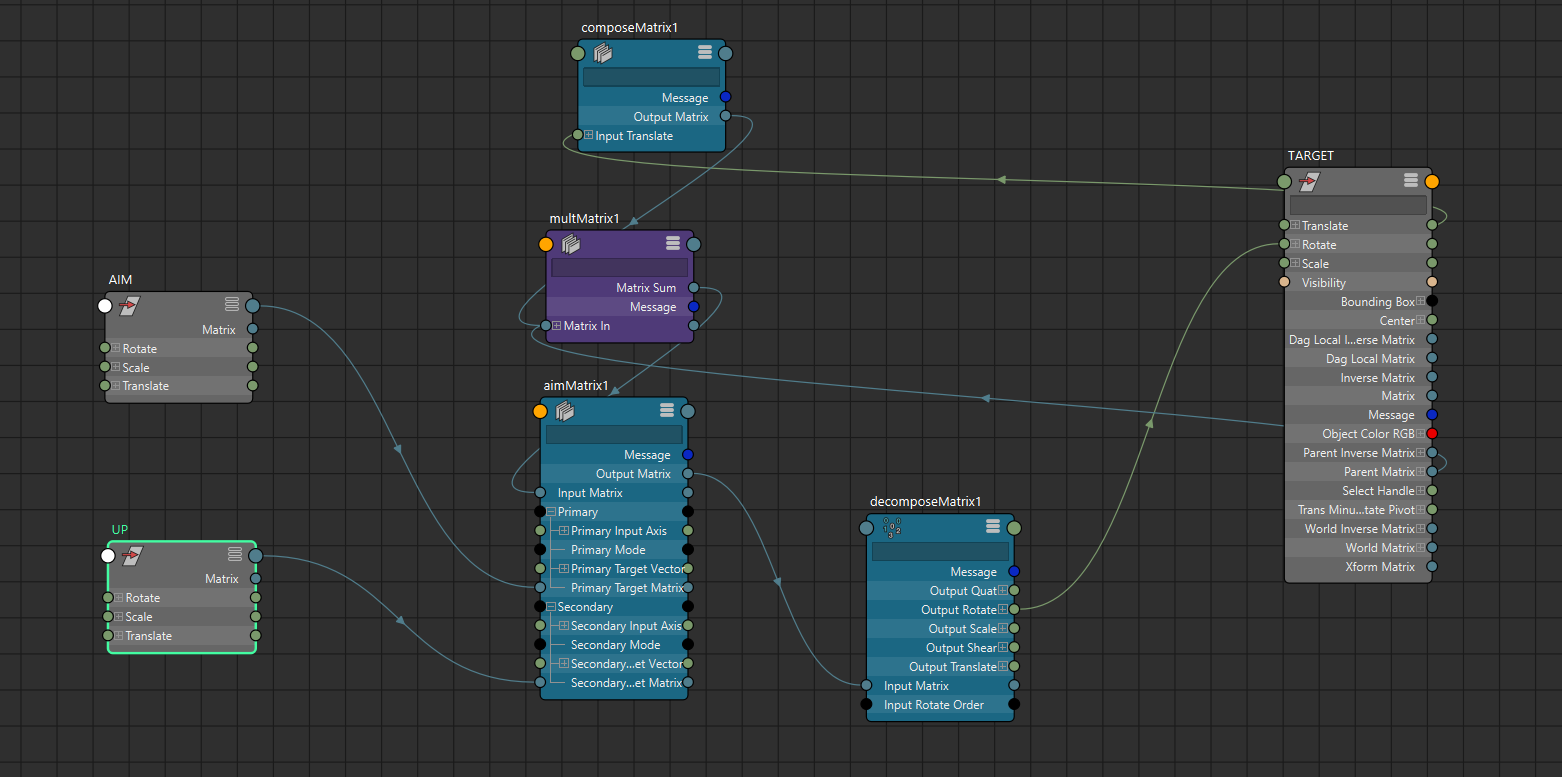 composeMatrix1
Message
Output Matrix
Input Translate
TARGET
Translate
Rotate
Scale
Visibility
Bounding Box
Center
Dag Local I...erse Matrix
Dag Local Matrix
Inverse Matrix
Matrix
Message
Object Color RGB
Parent Inverse Matrix
Parent Matrix
Select Handle
Trans Minu...tate Pivot
World Inverse Matrix
World Matrix
Xform Matrix
multMatrix1
Matrix Sum
Message
Matrix In
AIM
Matrix
Rotate
Scale
Translate
aimMatrix1
Message
Output Matrix
Input Matrix
Primary
Primary Input Axis
Primary Mode
Primary Target Vector
Primary Target Matrix
Secondary
Secondary Input Axis
Secondary Mode
Secondary...et Vector
Secondary...et Matrix
UP
Matrix
Rotate
Scale
Translate
decomposeMatrix1
Message
Output Quat
Output Rotate
Output Scale
Output Shear
Output Translate
Input Matrix
Input Rotate Order